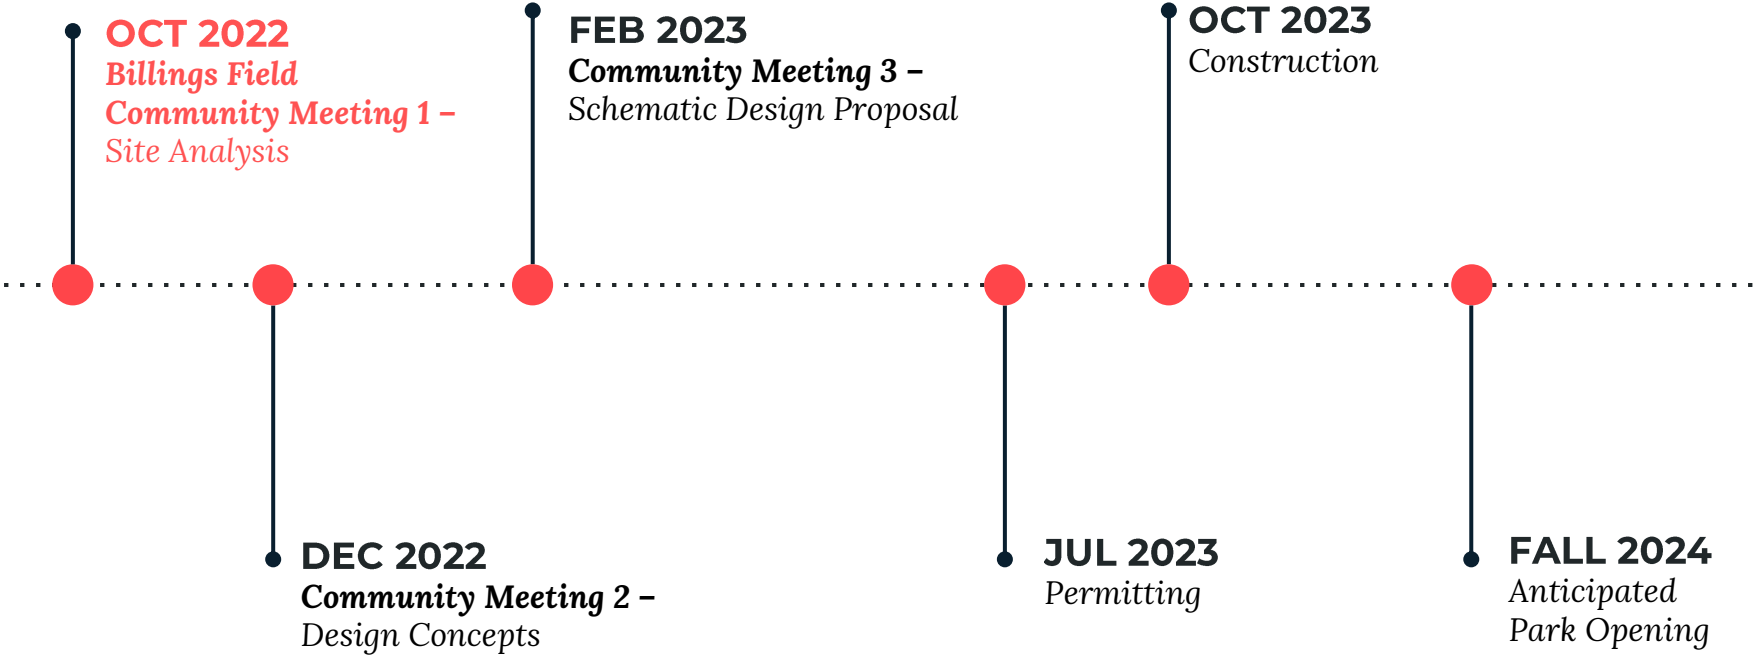 OCT 2022
Billings Field
Community Meeting 1 –
Site Analysis
DEC 2022
Community Meeting 2 –
Design Concepts
FEB 2023
Community Meeting 3 –
Schematic Design Proposal
JUL 2023
Permitting
OCT 2023
Construction
FALL 2024
Anticipated
Park Opening